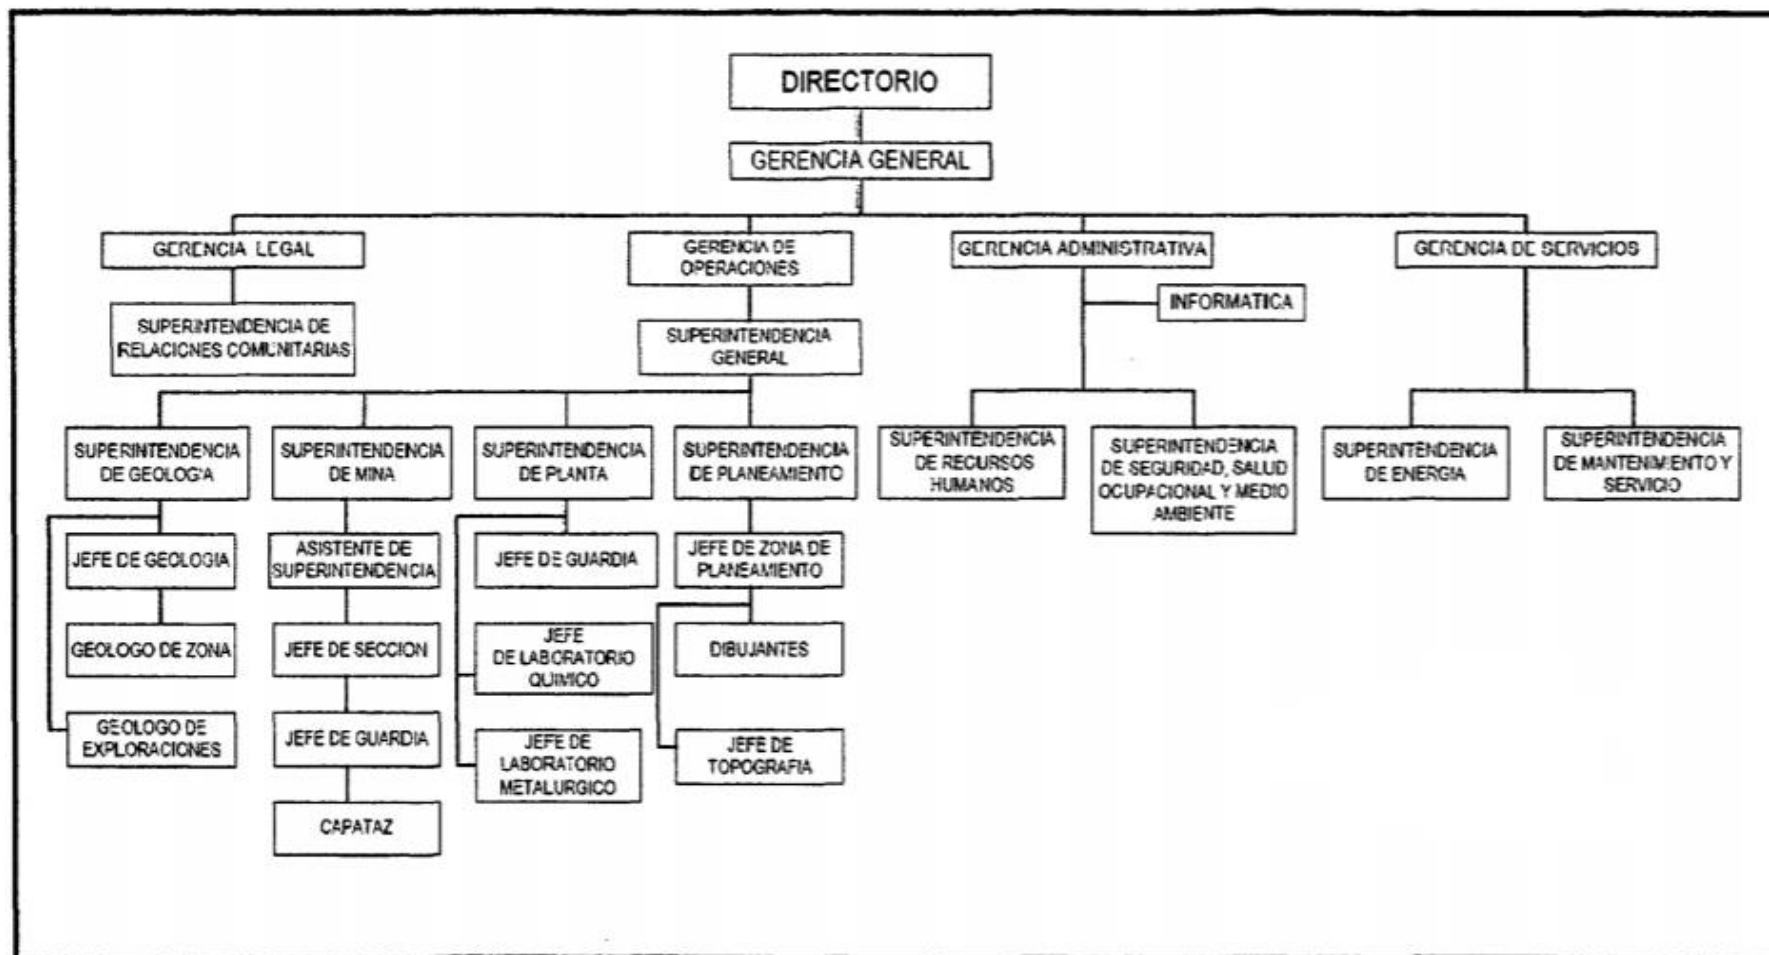 DIRECTORIO
GERENCIA GENERAL
GERENCIA LEGAL
GERENCIA DE
OPERACIONES
GERENCIA ADMINISTRATIVA
GERENCIA DE SERVICIOS
INFORMATICA
SUPERINTENDENCIA DE
RELACIONES COMUNITARIAS
SUPERINTENDENCIA
GENERAL
SUPERINTENDENCIA
DE GEOLOGIA
SUPERINTENDENCIA
DE MINA
SUPERINTENDENCIA
DE PLANTA
SUPERINTENDENCIA
DE PLANEAMIENTO
SUPERINTENDENCIA
DE RECURSOS
HUMANOS
SUPERINTENDENCIA
DE SEGURIDAD, SALUD
OCUPACIONAL Y MEDIO
AMBIENTE
SUPERINTENDENCIA
DE ENERGIA
SUPERINTENDENCIA
DE MANTENIMIENTO Y
SERVICIO
JEFE DE GEOLOGIA
ASISTENTE DE
SUPERINTENDENCIA
JEFE DE GUARDIA
JEFE DE ZONA DE
PLANEAMIENTO
GEOLOGO DE ZONA
JEFE DE SECCION
JEFE
DE LABORATORIO
QUIMICO
DIBUJANTES
GEOLOGO DE
EXPLORACIONES
JEFE DE GUARDIA
JEFE DE
LABORATORIO
METALURGICO
JEFE DE
TOPOGRAFIA
CAPATAZ